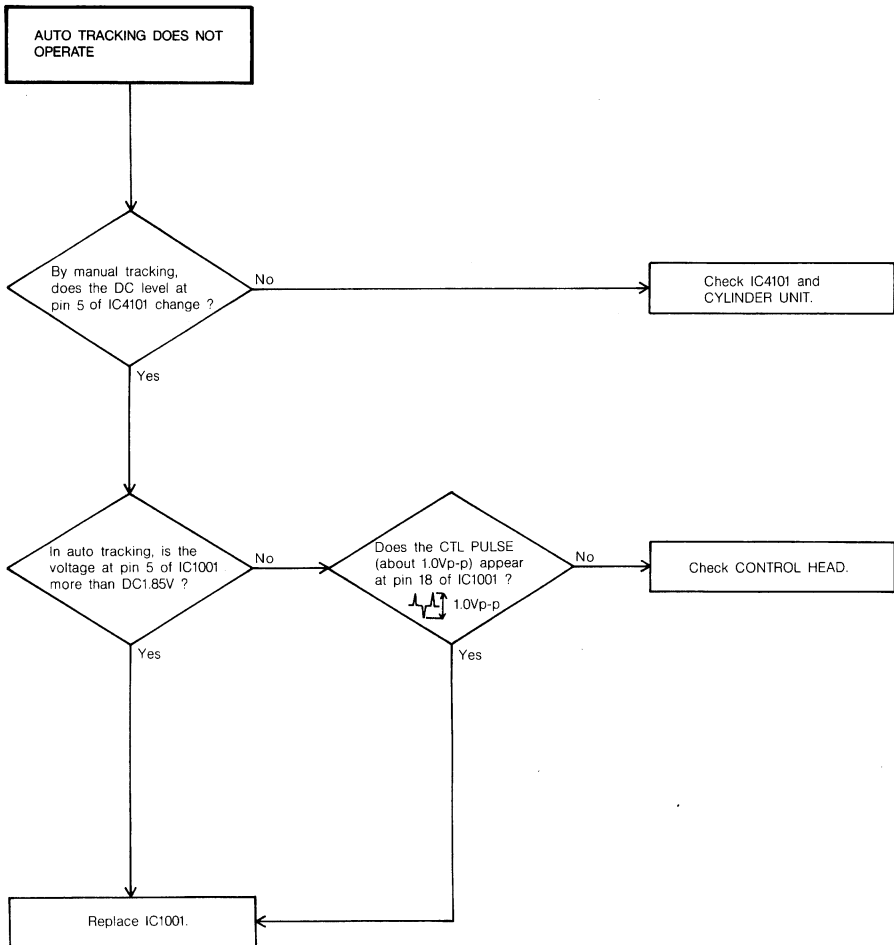 AUTO TRACKING DOES NOT
OPERATE
By manual tracking,
does the DC level at
pin 5 of IC4101 change ?
No
Check IC4101 and
CYLINDER UNIT.
Yes
In auto tracking, is the
voltage at pin 5 of IC1001
more than DC1.85V ?
No
Does the CTL PULSE
(about 1.0Vp-p) appear
at pin 18 of IC1001 ?
1.0Vp-p
No
Check CONTROL HEAD.
Yes
Yes
Replace IC1001.